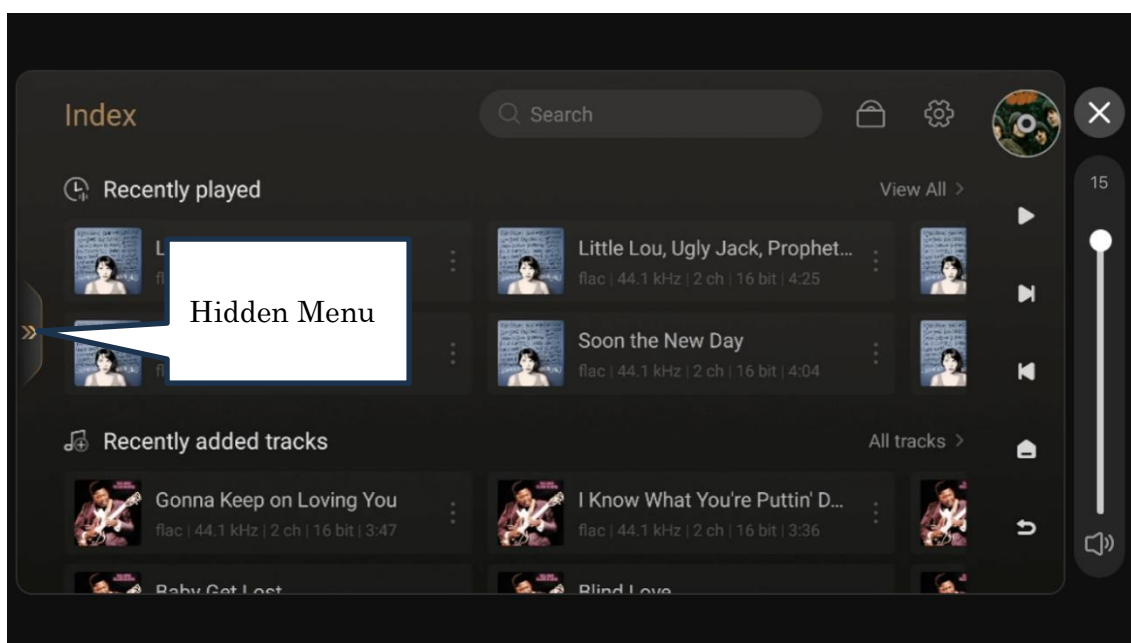 Index
Search
Recently played
View All >
15
Little Lou, Ugly Jack, Prophet...
flac | 44.1 kHz | 2 ch | 16 bit | 4:25
Hidden Menu
Soon the New Day
flac | 44.1 kHz | 2 ch | 16 bit | 4:04
Recently added tracks
All tracks >
Gonna Keep on Loving You
flac | 44.1 kHz | 2 ch | 16 bit | 3:47
I Know What You're Puttin' D...
flac | 44.1 kHz | 2 ch | 16 bit | 3:36
Baby Get Lost
Blind Love